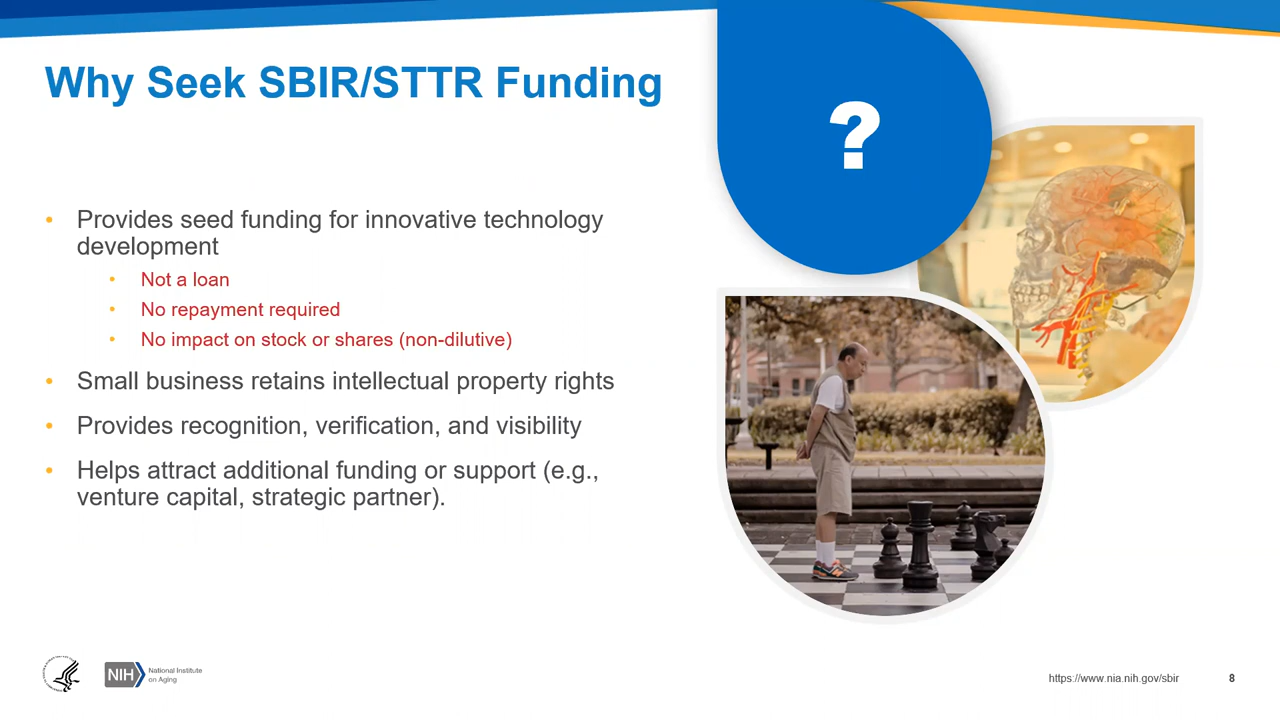 Why Seek SBIR/STTR Funding
?
• Provides seed funding for innovative technology
development
• Not a loan
• No repayment required
• No impact on stock or shares (non-dilutive)
• Small business retains intellectual property rights
• Provides recognition, verification, and visibility
• Helps attract additional funding or support (e.g.,
venture capital, strategic partner).
NIH
National Institute
on Aging
https://www.nia.nih.gov/sbir
8